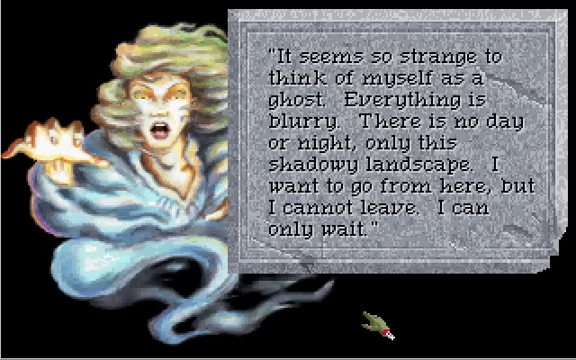 "It seems so strange to
think of myself as a
ghost.  Everything is
blurry.  There is no day
or night, only this
shadowy landscape.  I
want to go from here, but
I cannot leave.  I can
only wait."